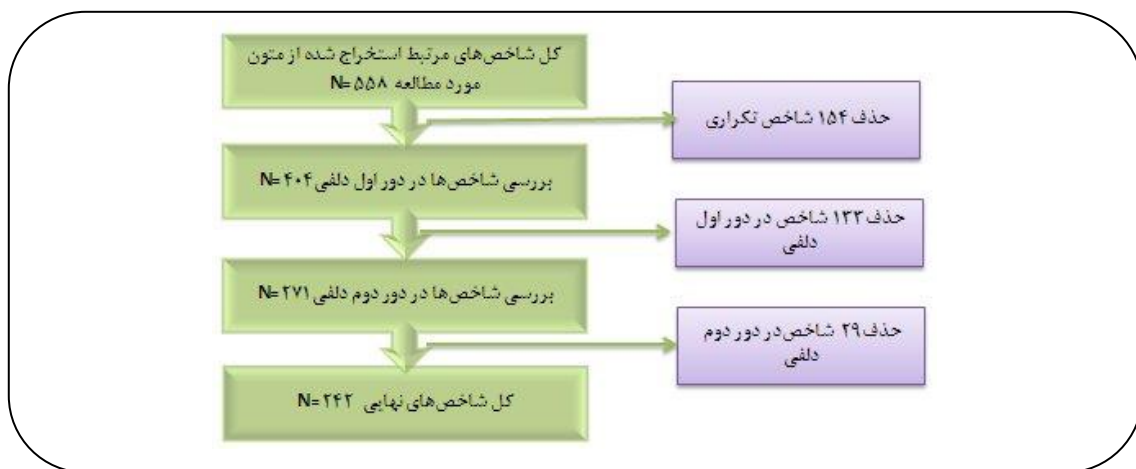 کل شاخص‌های مرتبط استخراج شده از متون
مورد مطالعه N=۵۵۸
حذف ۱۵۴ شاخص تکراری
بررسی شاخص‌ها در دور اول دلفی N=۴۰۴
حذف ۱۳۳ شاخص در دور اول
دلفی
بررسی شاخص‌ها در دور دوم دلفی N=۲۷۱
حذف ۲۹ شاخص در دور دوم
دلفی
کل شاخص‌های نهایی N=۲۴۲